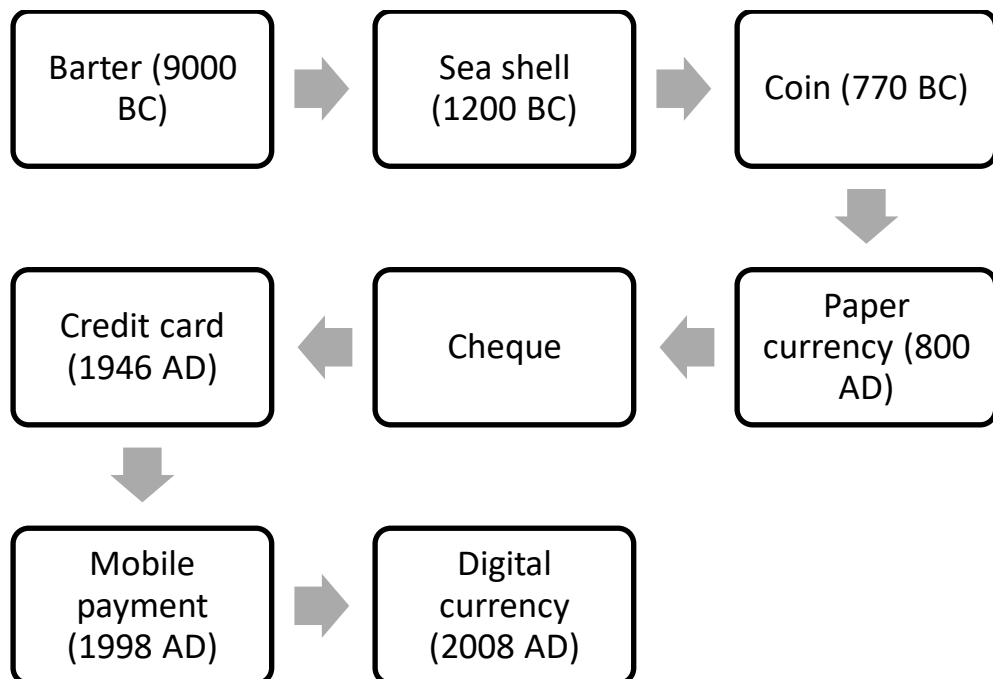 Barter (9000
BC)
Sea shell
(1200 BC)
Coin (770 BC)
Paper
currency (800
AD)
Cheque
Credit card
(1946 AD)
Mobile
payment
(1998 AD)
Digital
currency
(2008 AD)